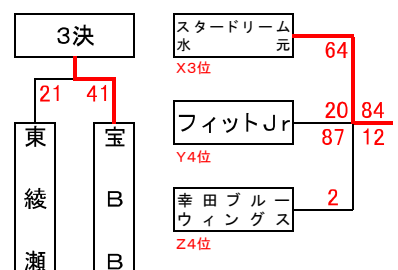 3決
21
41
東綾瀬
宝BB
スタードリーム
水元
X3位
64
フィットJr
Y4位
20
87
84
12
幸田ブルー
ウィングス
Z4位
2